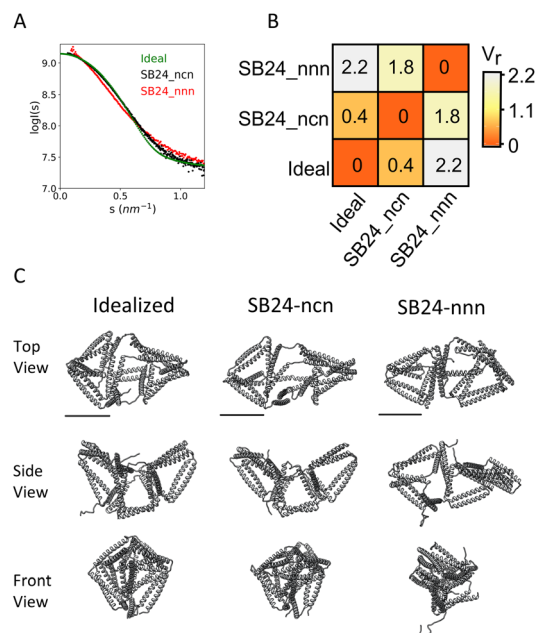 A
B
9.0
8.5
8.0
7.5
7.0
logI(s)
0.0
0.5
1.0
s (nm⁻¹)
Ideal
SB24_ncn
SB24_nnn
SB24_nnn
2.2
1.8
0
SB24_ncn
0.4
0
1.8
Ideal
0
0.4
2.2
Ideal
SB24_ncn
SB24_nnn
Vr
2.2
1.1
0
C
Idealized
SB24-ncn
SB24-nnn
Top
View
Side
View
Front
View